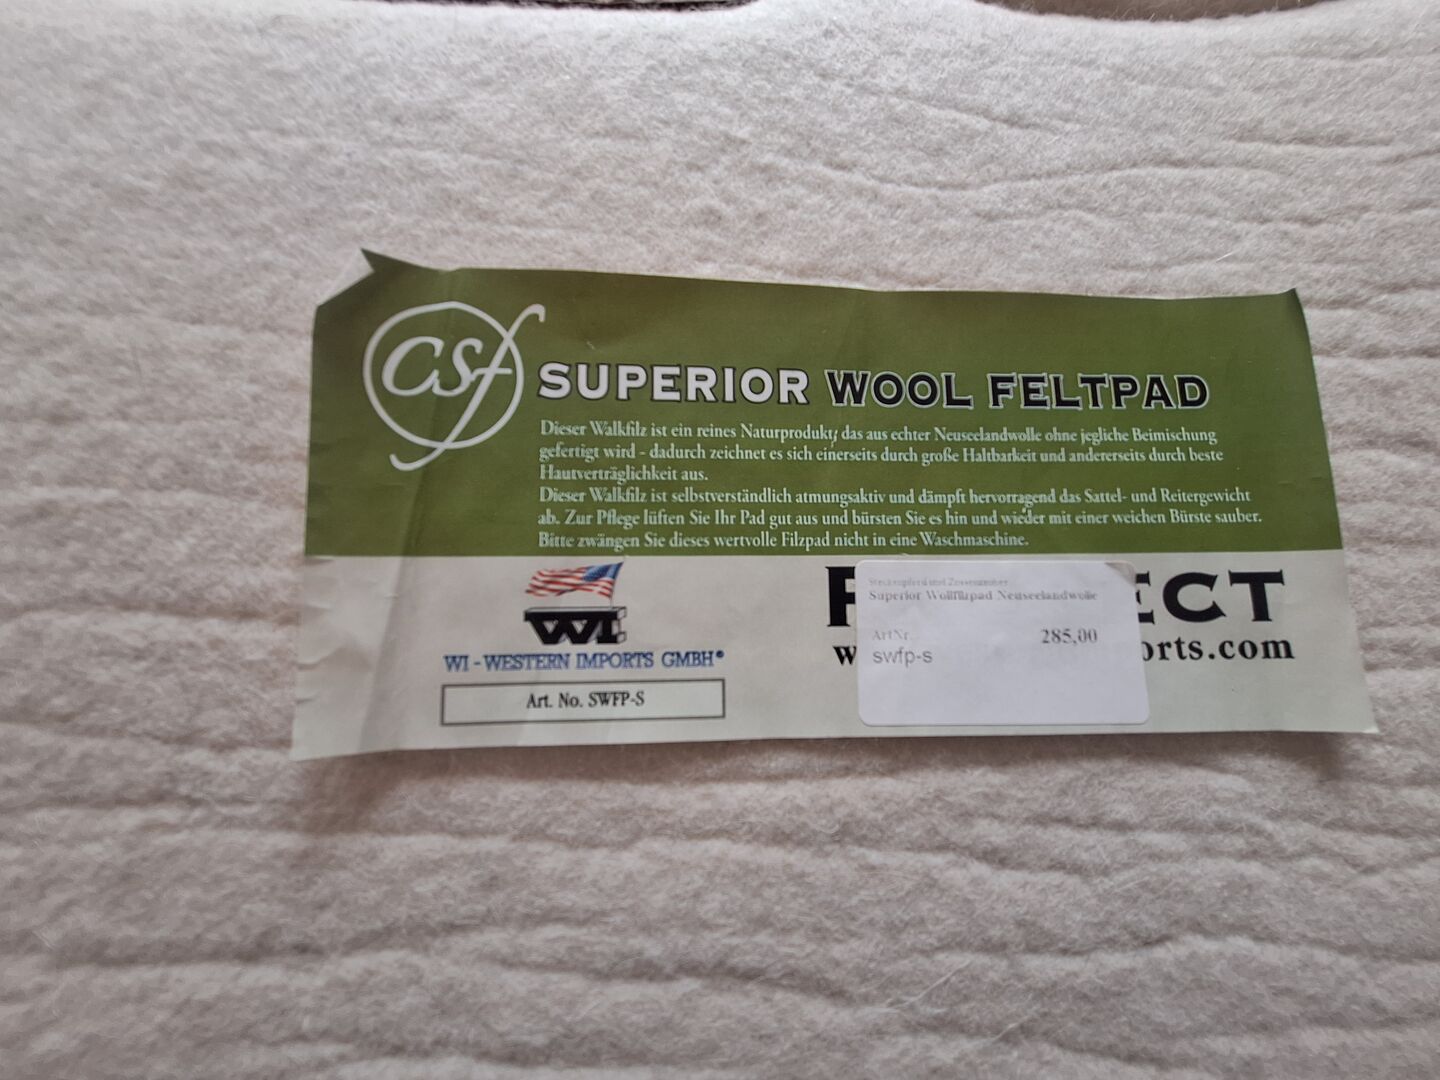 csf
SUPERIOR WOOL FELTPAD
Dieser Walkfilz ist ein reines Naturprodukt, das aus echter Neuseelandwolle ohne jegliche Beimischung
gefertigt wird - dadurch zeichnet es sich einerseits durch große Haltbarkeit und andererseits durch beste
Hautverträglichkeit aus.
Dieser Walkfilz ist selbstverständlich atmungsaktiv und dämpft hervorragend das Sattel- und Reitergewicht
ab. Zur Pflege lüften Sie Ihr Pad gut aus und bürsten Sie es hin und wieder mit einer weichen Bürste sauber.
Bitte zwängen Sie dieses wertvolle Filzpad nicht in eine Waschmaschine.
WI
WI - WESTERN IMPORTS GMBH®
Art. No. SWFP-S
ECT
w orts.com
Superior Wollfilzpad Neuseelandwolle
ArtNr. 285,00
swfp-s